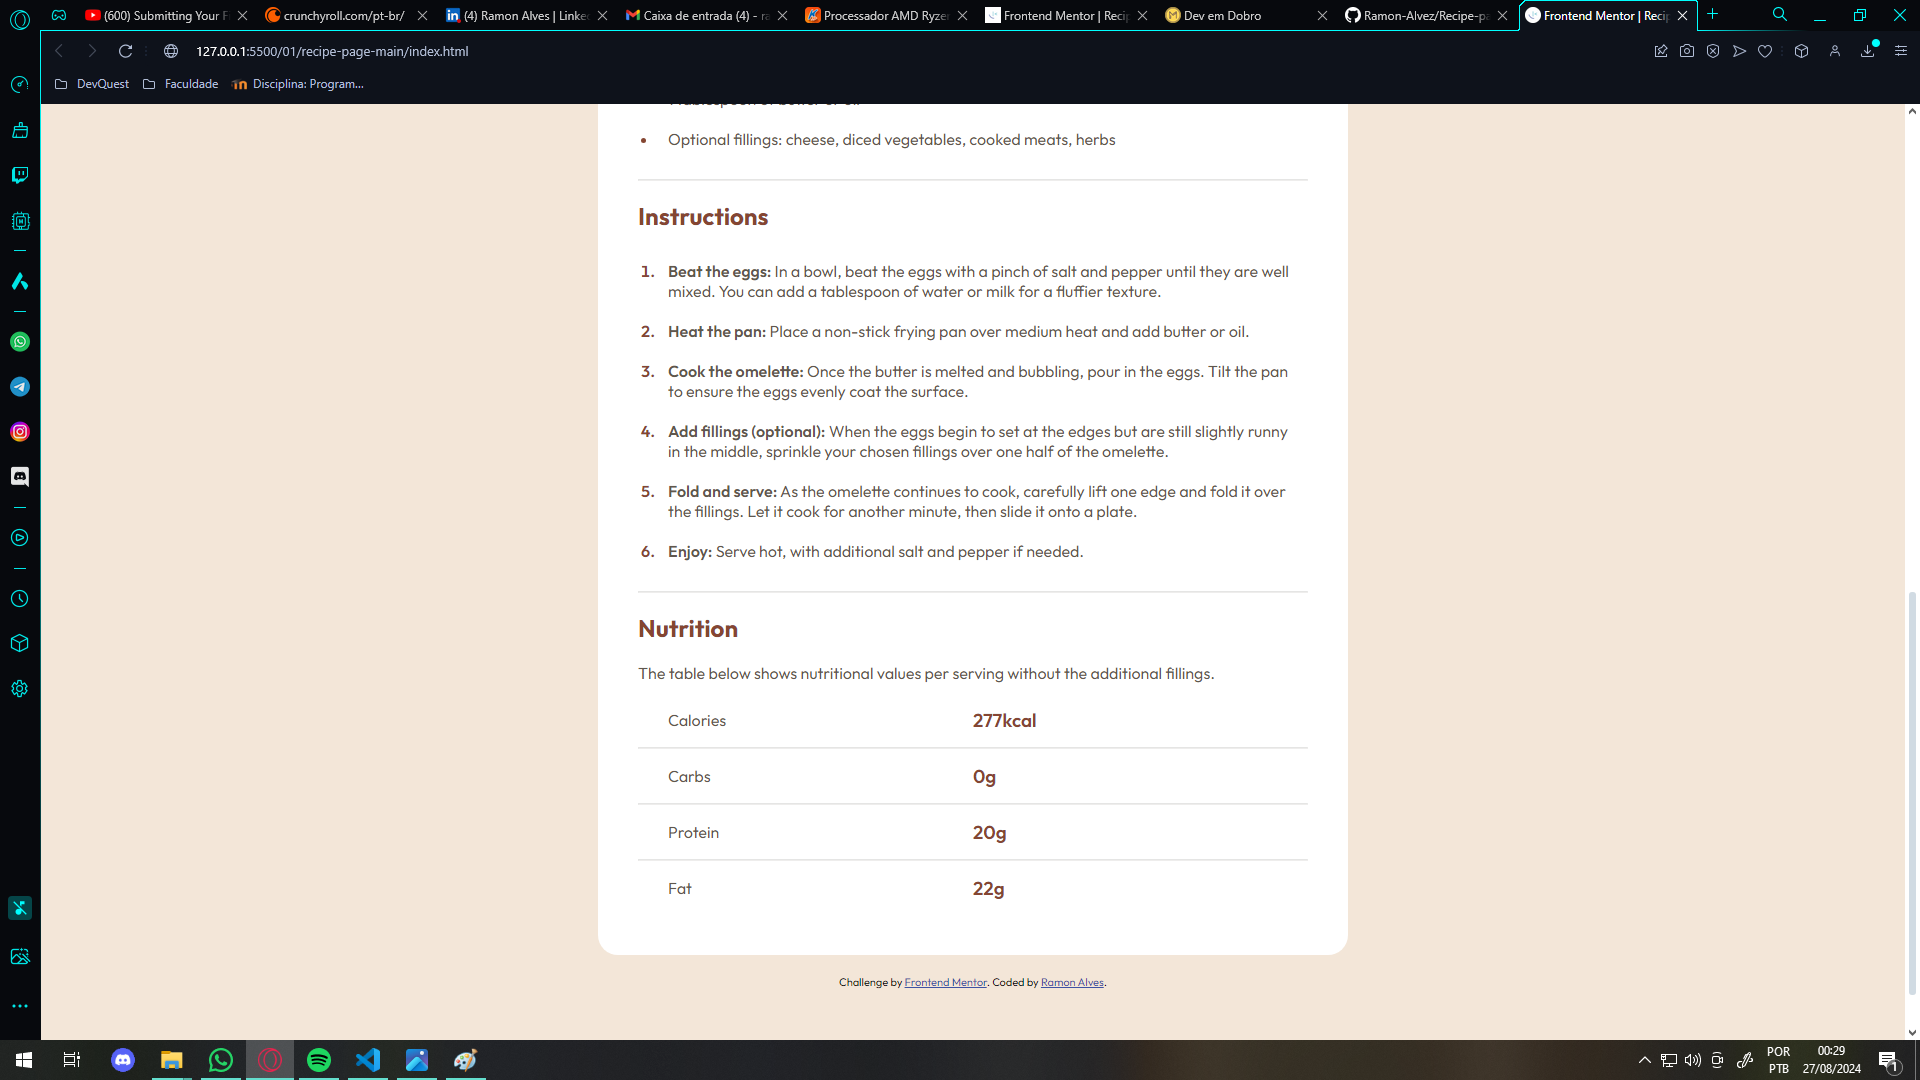 (600) Submitting Your F
crunchyroll.com/pt-br/
(4) Ramon Alves | Linke
Caixa de entrada (4) - ra
Processador AMD Ryze
Frontend Mentor | Recip
Dev em Dobro
Ramon-Alvez/Recipe-pa
Frontend Mentor | Recip
127.0.0.1:5500/01/recipe-page-main/index.html
DevQuest
Faculdade
Disciplina: Program...
• Optional fillings: cheese, diced vegetables, cooked meats, herbs
Instructions
1. Beat the eggs: In a bowl, beat the eggs with a pinch of salt and pepper until they are well
mixed. You can add a tablespoon of water or milk for a fluffier texture.
2. Heat the pan: Place a non-stick frying pan over medium heat and add butter or oil.
3. Cook the omelette: Once the butter is melted and bubbling, pour in the eggs. Tilt the pan
to ensure the eggs evenly coat the surface.
4. Add fillings (optional): When the eggs begin to set at the edges but are still slightly runny
in the middle, sprinkle your chosen fillings over one half of the omelette.
5. Fold and serve: As the omelette continues to cook, carefully lift one edge and fold it over
the fillings. Let it cook for another minute, then slide it onto a plate.
6. Enjoy: Serve hot, with additional salt and pepper if needed.
Nutrition
The table below shows nutritional values per serving without the additional fillings.
Calories 277kcal
Carbs 0g
Protein 20g
Fat 22g
Challenge by Frontend Mentor. Coded by Ramon Alves.
POR
PTB
00:29
27/08/2024
1